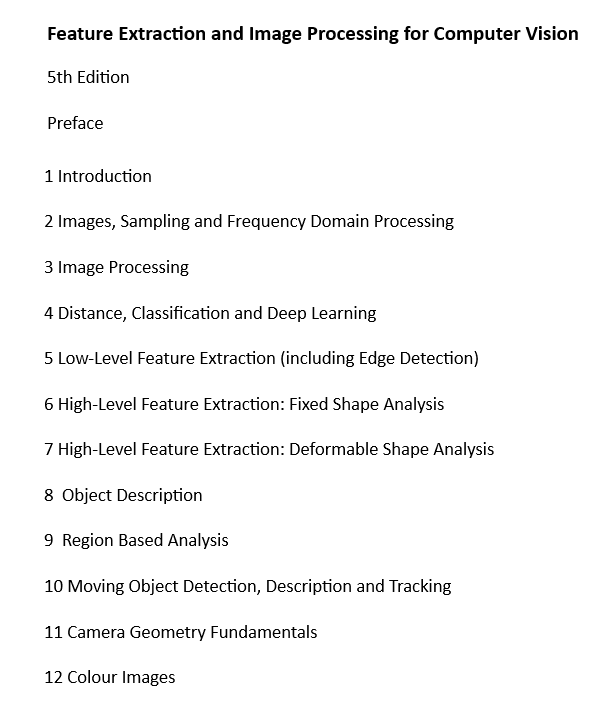 Feature Extraction and Image Processing for Computer Vision
5th Edition
Preface
1 Introduction
2 Images, Sampling and Frequency Domain Processing
3 Image Processing
4 Distance, Classification and Deep Learning
5 Low-Level Feature Extraction (including Edge Detection)
6 High-Level Feature Extraction: Fixed Shape Analysis
7 High-Level Feature Extraction: Deformable Shape Analysis
8  Object Description
9  Region Based Analysis
10 Moving Object Detection, Description and Tracking
11 Camera Geometry Fundamentals
12 Colour Images